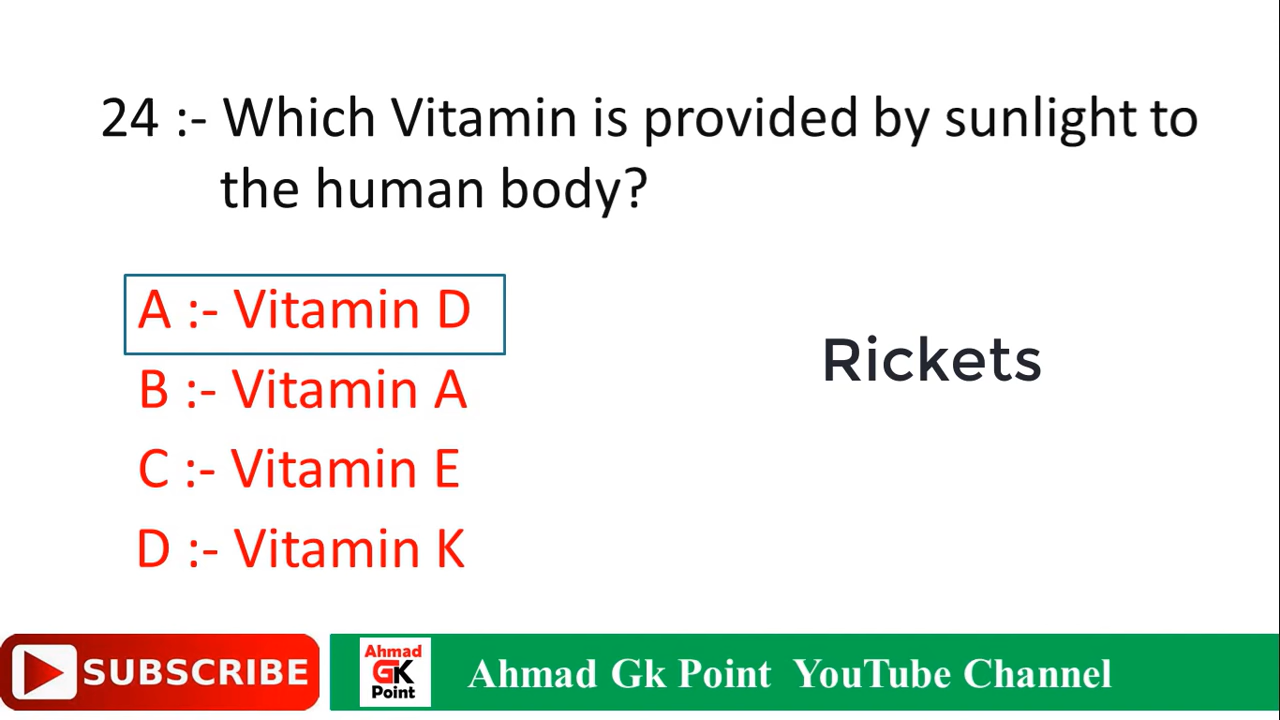 24 :- Which Vitamin is provided by sunlight to
the human body?
A :- Vitamin D
B :- Vitamin A
C :- Vitamin E
D :- Vitamin K
Rickets
SUBSCRIBE
Ahmad
GK
Point
Ahmad Gk Point YouTube Channel